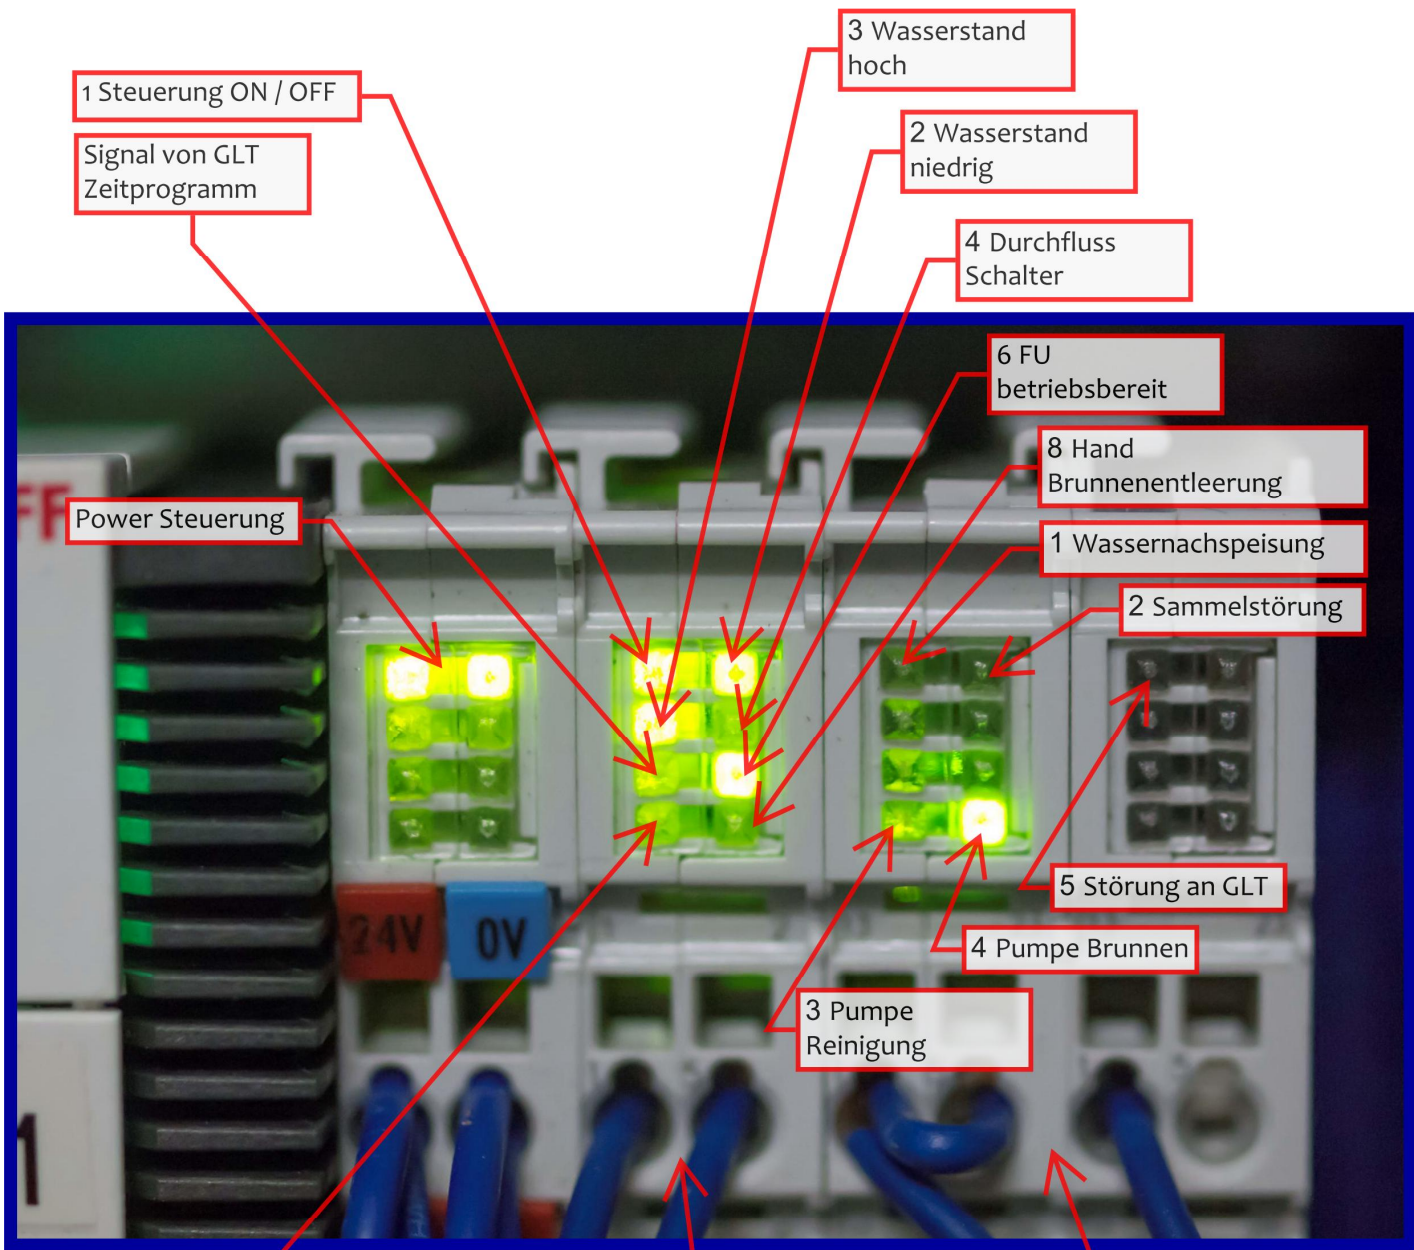 3 Wasserstand
hoch
1 Steuerung ON / OFF
2 Wasserstand
niedrig
Signal von GLT
Zeitprogramm
4 Durchfluss
Schalter
6 FU
betriebsbereit
8 Hand
Brunnenentleerung
FF
Power Steuerung
1 Wassernachspeisung
2 Sammelstörung
5 Störung an GLT
24V
0V
4 Pumpe Brunnen
3 Pumpe
Reinigung
1